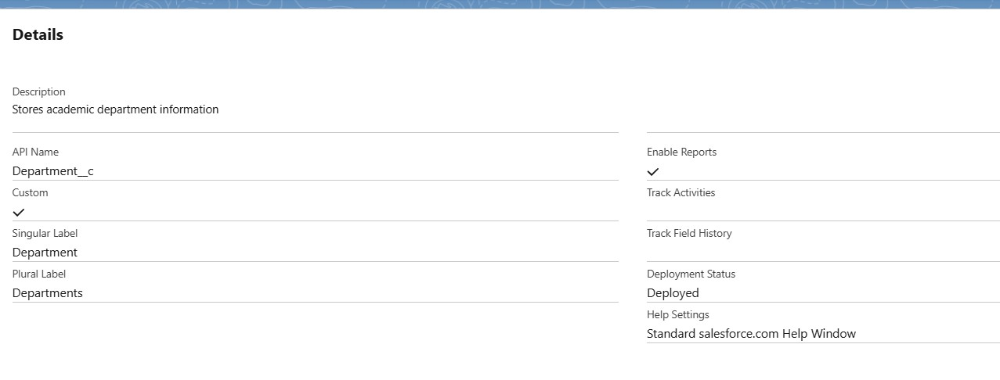 Details
Description
Stores academic department information
API Name
Department__c
Custom
Singular Label
Department
Plural Label
Departments
Enable Reports
Track Activities
Track Field History
Deployment Status
Deployed
Help Settings
Standard salesforce.com Help Window